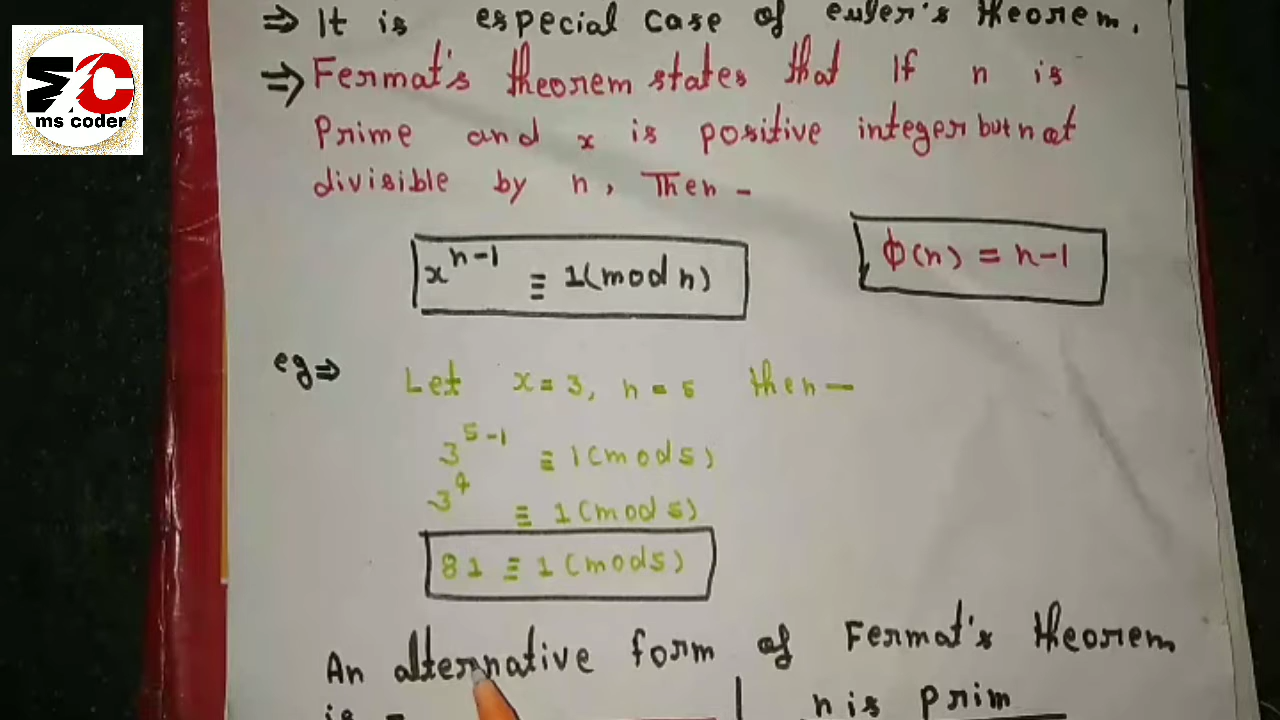 ⇒ It is especial case of euler's theorem.
⇒ Fermat's theorem states that If n is
Prime and x is positive integer but not
divisible by n, Then -
x^n-1 ≡ 1(mod n)
Φ(n) = n-1
eg ⇒ Let x = 3, n = 5 then —
3^5-1 ≡ 1(mod 5)
3^4 ≡ 1(mod 5)
81 ≡ 1(mod 5)
An alternative form of Fermat's theorem
is - n is prim
ms coder